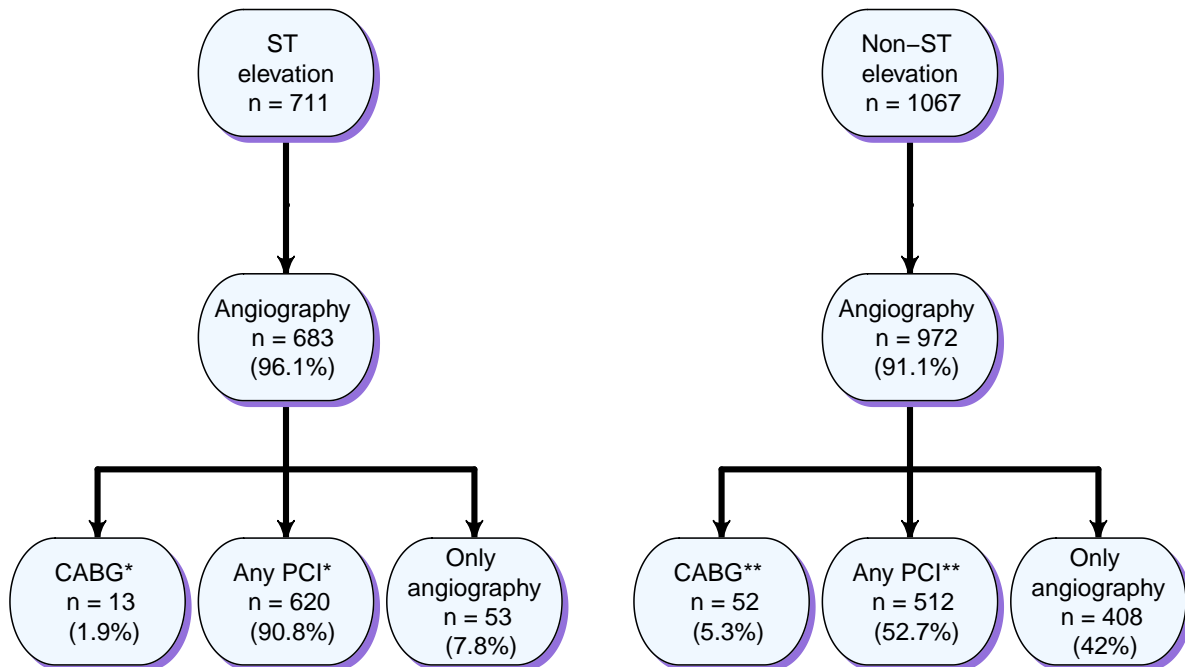 ST
elevation
n = 711
Non−ST
elevation
n = 1067
Angiography
n = 683
(96.1%)
Angiography
n = 972
(91.1%)
CABG*
n = 13
(1.9%)
Any PCI*
n = 620
(90.8%)
Only
angiography
n = 53
(7.8%)
CABG**
n = 52
(5.3%)
Any PCI**
n = 512
(52.7%)
Only
angiography
n = 408
(42%)